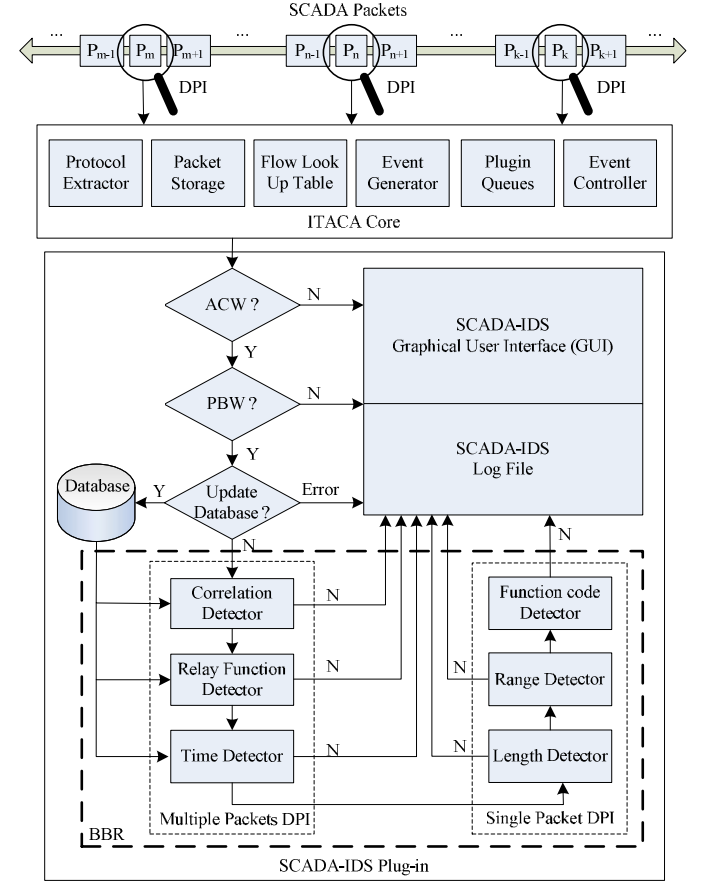 SCADA Packets
... ... ... ...
Pm-1 Pm Pm+1 Pn-1 Pn Pn+1 Pk-1 Pk Pk+1
DPI DPI DPI
Protocol Extractor
Packet Storage
Flow Look Up Table
Event Generator
Plugin Queues
Event Controller
ITACA Core
ACW ?
N
Y
SCADA-IDS
Graphical User Interface (GUI)
PBW ?
N
Y
SCADA-IDS
Log File
Database
Y
Update
Database ?
Error
N
N
Correlation
Detector
N
Function code
Detector
Relay Function
Detector
N
N
Range Detector
Time Detector
N
N
Length Detector
Multiple Packets DPI
Single Packet DPI
BBR
SCADA-IDS Plug-in